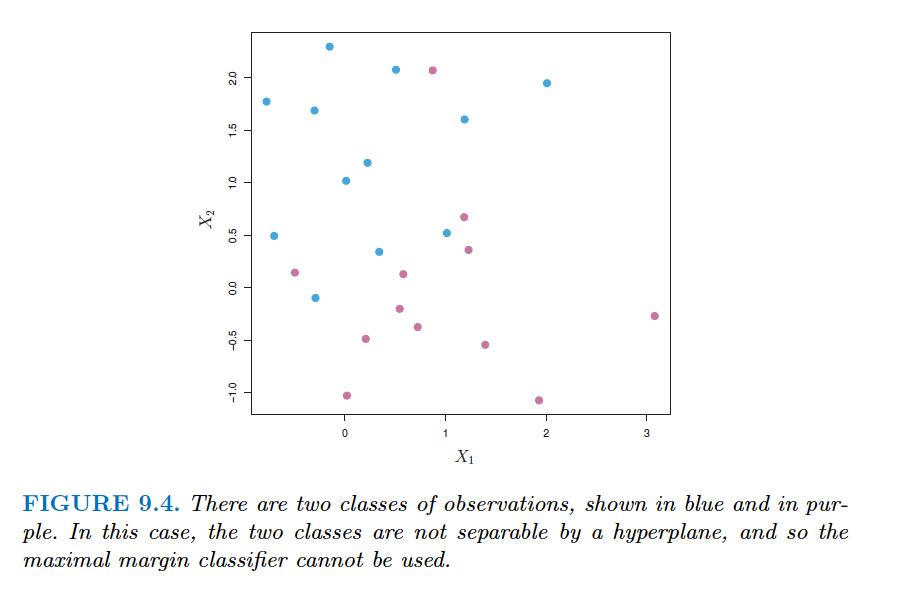 2.0
1.5
1.0
0.5
0.0
−0.5
−1.0
X2
0 1 2 3
X1
FIGURE 9.4. There are two classes of observations, shown in blue and in pur-
ple. In this case, the two classes are not separable by a hyperplane, and so the
maximal margin classifier cannot be used.